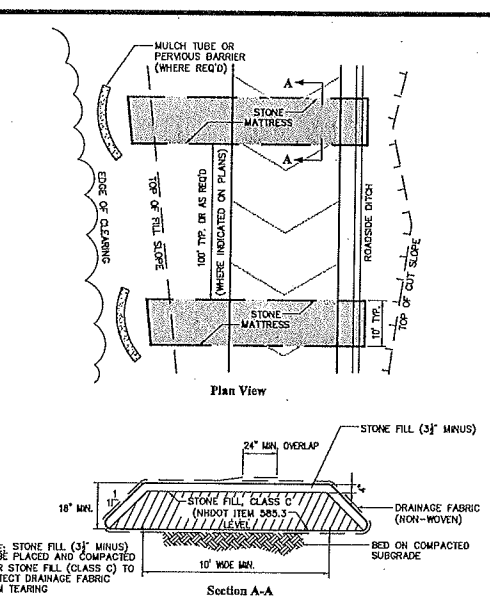 MULCH TUBE OR
PERVIOUS BARRIER
(WHERE REQ'D)
A
STONE
MATTRESS
A
EDGE OF CLEARING
TOP OF FILL SLOPE
100' TYP. OR AS REQ'D
(WHERE INDICATED ON PLANS)
ROADSIDE DITCH
TOP OF CUT SLOPE
STONE
MATTRESS
10' TYP.
Plan View
24" MIN. OVERLAP
STONE FILL (3½" MINUS)
18" MIN.
1
1
4"
STONE FILL, CLASS C
(NHDOT ITEM 585.3
LEVEL
DRAINAGE FABRIC
(NON-WOVEN)
BED ON COMPACTED
SUBGRADE
10' WIDE MIN.
E: STONE FILL (3½" MINUS)
BE PLACED AND COMPACTED
R STONE FILL (CLASS C) TO
TECT DRAINAGE FABRIC
M TEARING
Section A-A